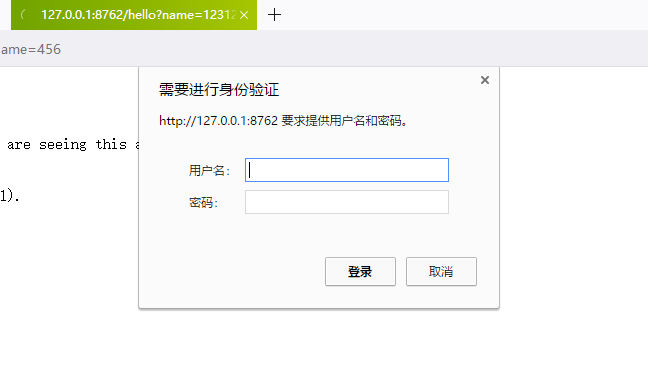 127.0.0.1:8762/hello?name=1231
ame=456
需要进行身份验证
http://127.0.0.1:8762 要求提供用户名和密码。
are seeing this a
用户名：
1).
密码：
登录 取消